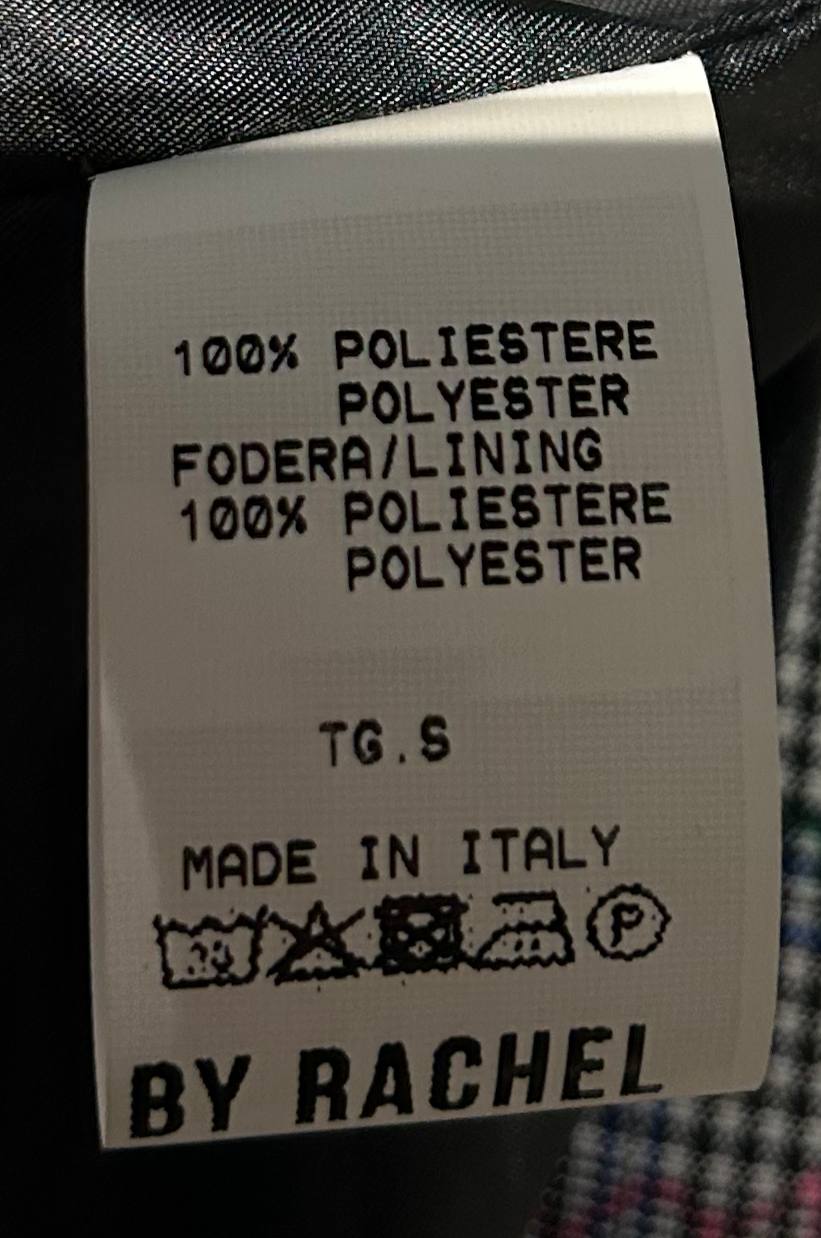 100% POLIESTERE
POLYESTER
FODERA/LINING
100% POLIESTERE
POLYESTER
TG.S
MADE IN ITALY
P
BY RACHEL